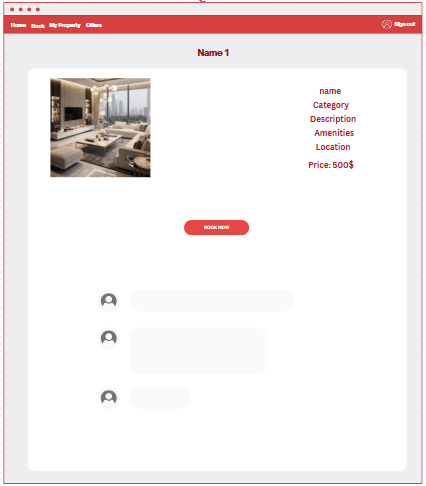 Home Book My Property Offers Sign out
Name 1
name
Category
Description
Amenities
Location
Price: 500$
BOOK NOW